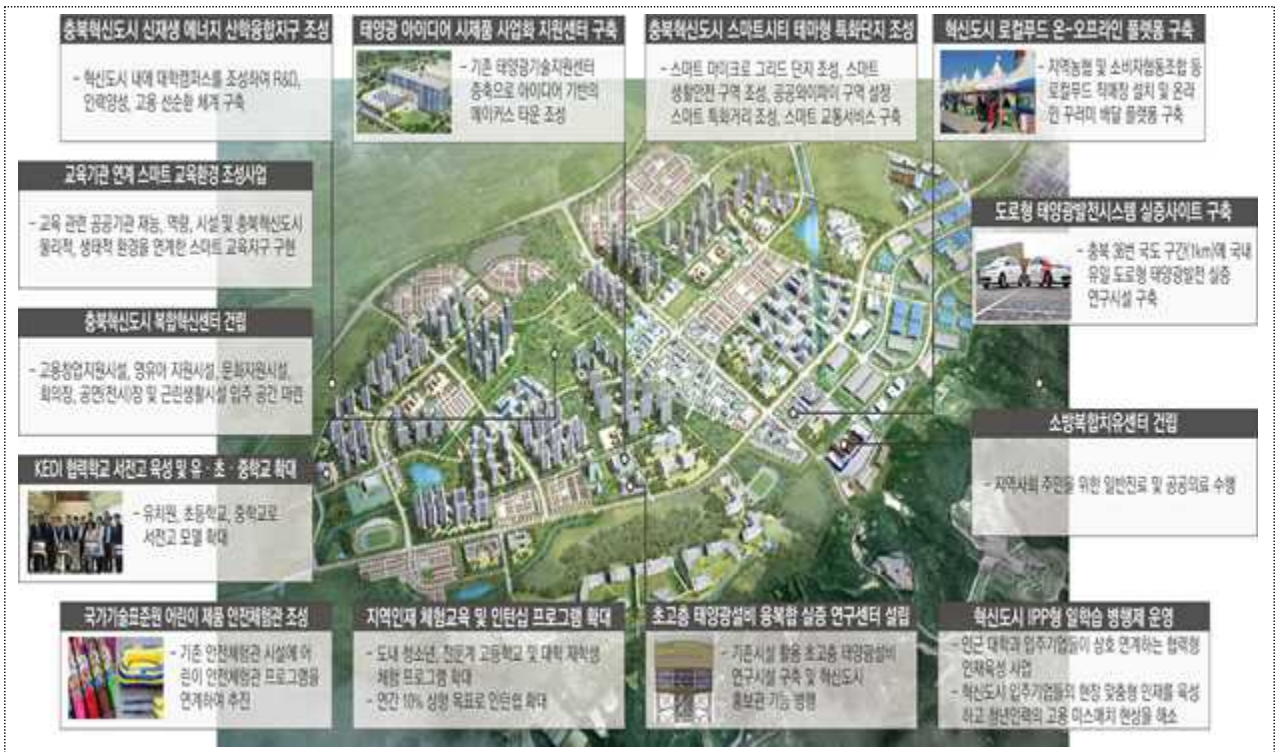 충북혁신도시 신재생 에너지 산학융합지구 조성
- 혁신도시 내에 대학캠퍼스를 조성하여 R&D,
인력양성, 고용 선순환 체계 구축
태양광 아이디어 시제품 사업화 지원센터 구축
- 기존 태양광기술지원센터
증축으로 아이디어 기반의
메이커스 타운 조성
충북혁신도시 스마트시티 테마형 특화단지 조성
- 스마트 마이크로 그리드 단지 조성, 스마트
생활안전 구역 조성, 공공와이파이 구역 설정
스마트 특화거리 조성, 스마트 교통서비스 구축
혁신도시 로컬푸드 온-오프라인 플랫폼 구축
- 지역농협 및 소비자협동조합 등
로컬푸드 직매장 설치 및 온라
인 꾸러미 배달 플랫폼 구축
교육기관 연계 스마트 교육환경 조성사업
- 교육 관련 공공기관 재능, 역량, 시설 및 충북혁신도시
물리적, 생태적 환경을 연계한 스마트 교육지구 구현
도로형 태양광발전시스템 실증사이트 구축
- 충북 38번 국도 구간(1km)에 국내
유일 도로형 태양광발전 실증
연구시설 구축
충북혁신도시 복합혁신센터 건립
- 고용창업지원시설, 영유아 지원시설, 문화지원시설,
회의장, 공연(전시)장 및 근린생활시설 입주 공간 마련
소방복합치유센터 건립
- 지역사회 주민을 위한 일반진료 및 공공의료 수행
KEDI 협력학교 서전고 육성 및 유·초·중학교 확대
- 유치원, 초등학교, 중학교로
서전고 모델 확대
국가기술표준원 어린이 제품 안전체험관 조성
- 기존 안전체험관 시설에 어
린이 안전체험관 프로그램을
연계하여 추진
지역인재 체험교육 및 인턴십 프로그램 확대
- 도내 청소년, 전문계 고등학교 및 대학 재학생
체험 프로그램 확대
- 연간 10% 상향 목표로 인턴십 확대
초고층 태양광설비 융복합 실증 연구센터 설립
- 기존시설 활용 초고층 태양광설비
연구시설 구축 및 혁신도시
홍보관 기능 병행
혁신도시 IPP형 일학습 병행제 운영
- 인근 대학과 입주기업들이 상호 연계하는 협력형
인재육성 사업
- 혁신도시 입주기업들의 현장 맞춤형 인재를 육성
하고 청년인력의 고용 미스매치 현상을 해소